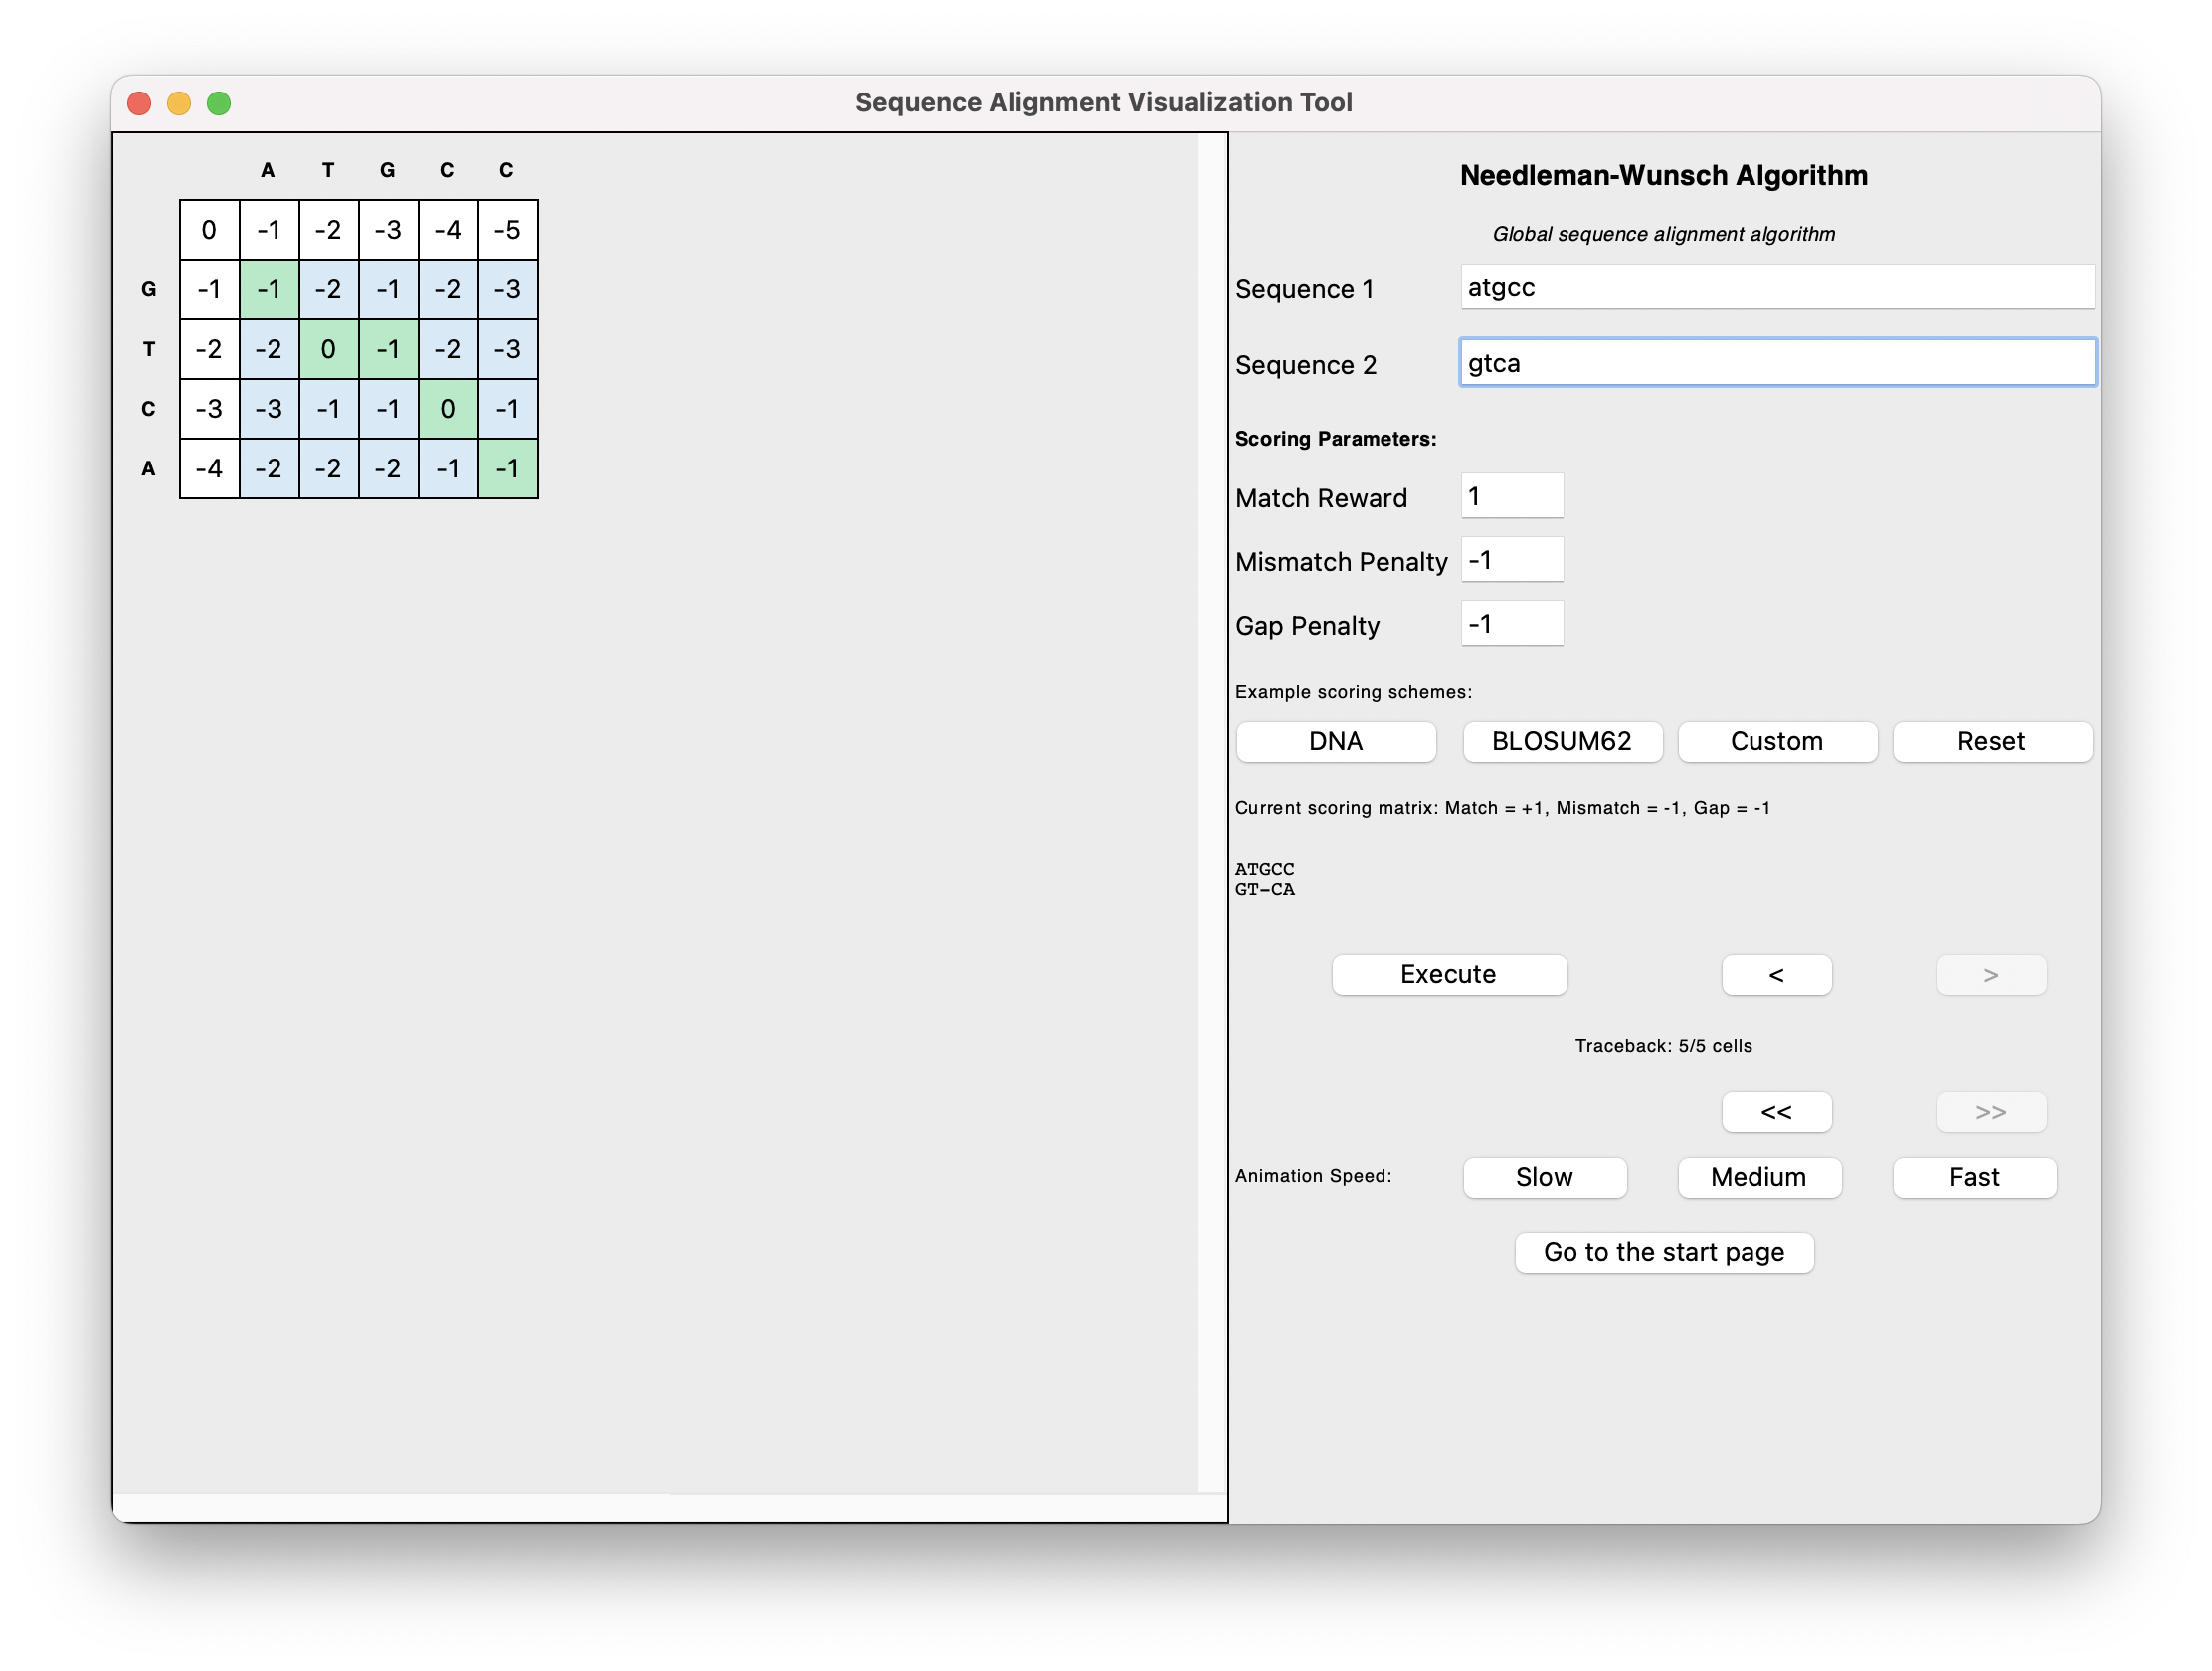 Sequence Alignment Visualization Tool
A T G C C
0 -1 -2 -3 -4 -5
G -1 -1 -2 -1 -2 -3
T -2 -2 0 -1 -2 -3
C -3 -3 -1 -1 0 -1
A -4 -2 -2 -2 -1 -1
Needleman-Wunsch Algorithm
Global sequence alignment algorithm
Sequence 1 atgcc
Sequence 2 gtca
Scoring Parameters:
Match Reward 1
Mismatch Penalty -1
Gap Penalty -1
Example scoring schemes:
DNA BLOSUM62 Custom Reset
Current scoring matrix: Match = +1, Mismatch = -1, Gap = -1
ATGCC
GT-CA
Execute < >
Traceback: 5/5 cells
<< >>
Animation Speed: Slow Medium Fast
Go to the start page